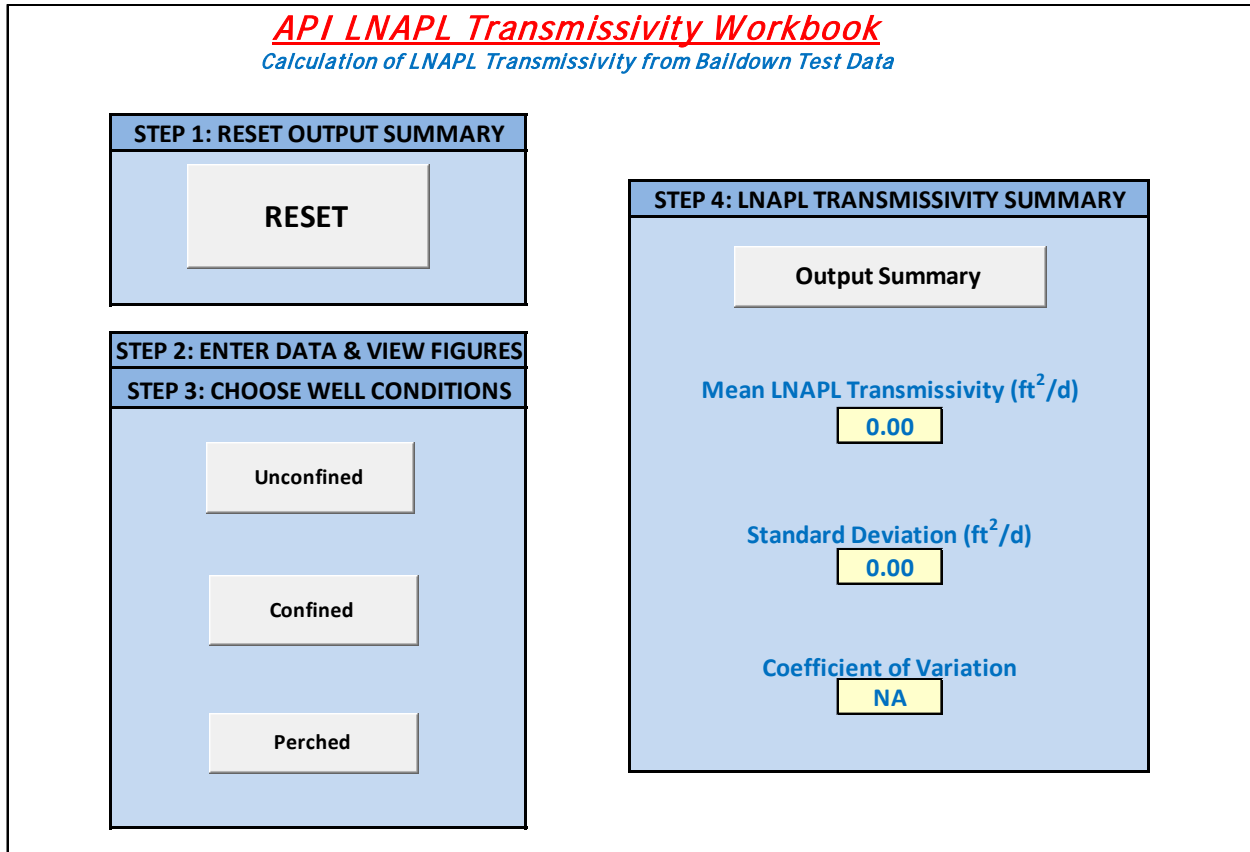 API LNAPL Transmissivity Workbook
Calculation of LNAPL Transmissivity from Baildown Test Data
STEP 1: RESET OUTPUT SUMMARY
RESET
STEP 2: ENTER DATA & VIEW FIGURES
STEP 3: CHOOSE WELL CONDITIONS
Unconfined
Confined
Perched
STEP 4: LNAPL TRANSMISSIVITY SUMMARY
Output Summary
Mean LNAPL Transmissivity (ft²/d)
0.00
Standard Deviation (ft²/d)
0.00
Coefficient of Variation
NA